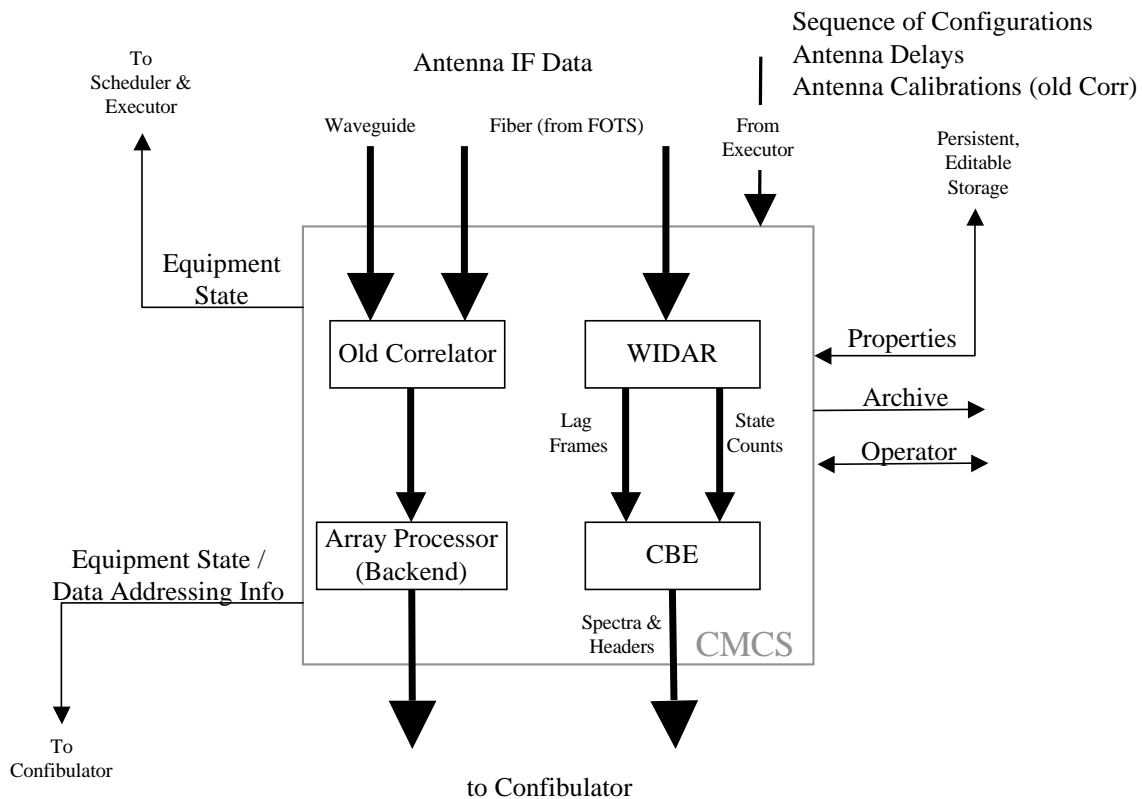 Sequence of Configurations
Antenna Delays
Antenna Calibrations (old Corr)
To
Scheduler &
Executor
Antenna IF Data
Waveguide
Fiber (from FOTS)
From
Executor
Persistent,
Editable
Storage
Equipment
State
Old Correlator
WIDAR
Properties
Archive
Operator
Lag
Frames
State
Counts
Array Processor
(Backend)
CBE
Equipment State /
Data Addressing Info
Spectra &
Headers
CMCS
To
Confibulator
to Confibulator